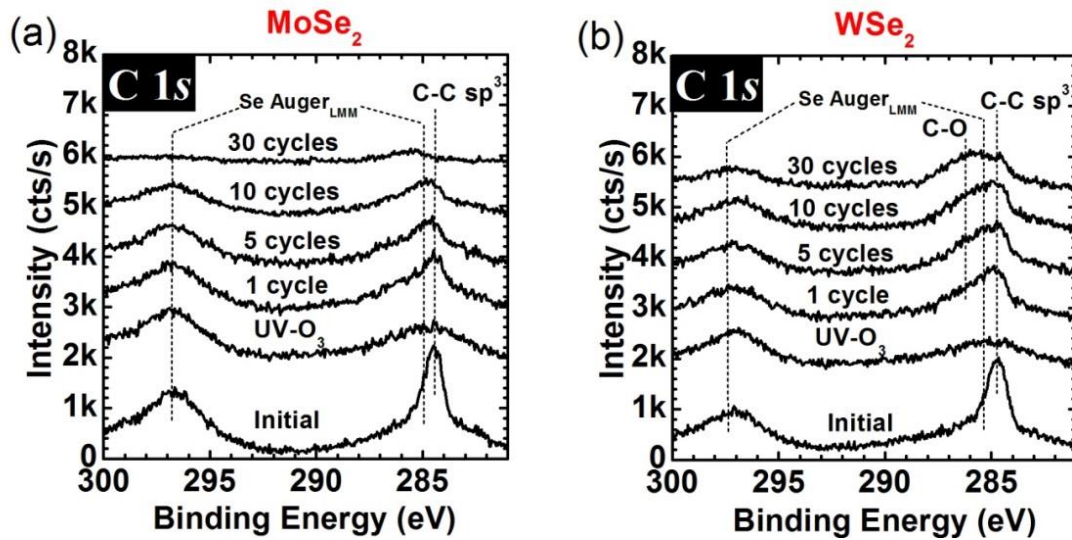 (a)
MoSe2
8k
7k
6k
5k
4k
3k
2k
1k
0
Intensity (cts/s)
C 1s
Se AugerLMM
C-C sp3
30 cycles
10 cycles
5 cycles
1 cycle
UV-O3
Initial
300 295 290 285
Binding Energy (eV)
(b)
WSe2
8k
7k
6k
5k
4k
3k
2k
1k
0
Intensity (cts/s)
C 1s
Se AugerLMM
C-C sp3
C-O
30 cycles
10 cycles
5 cycles
1 cycle
UV-O3
Initial
300 295 290 285
Binding Energy (eV)